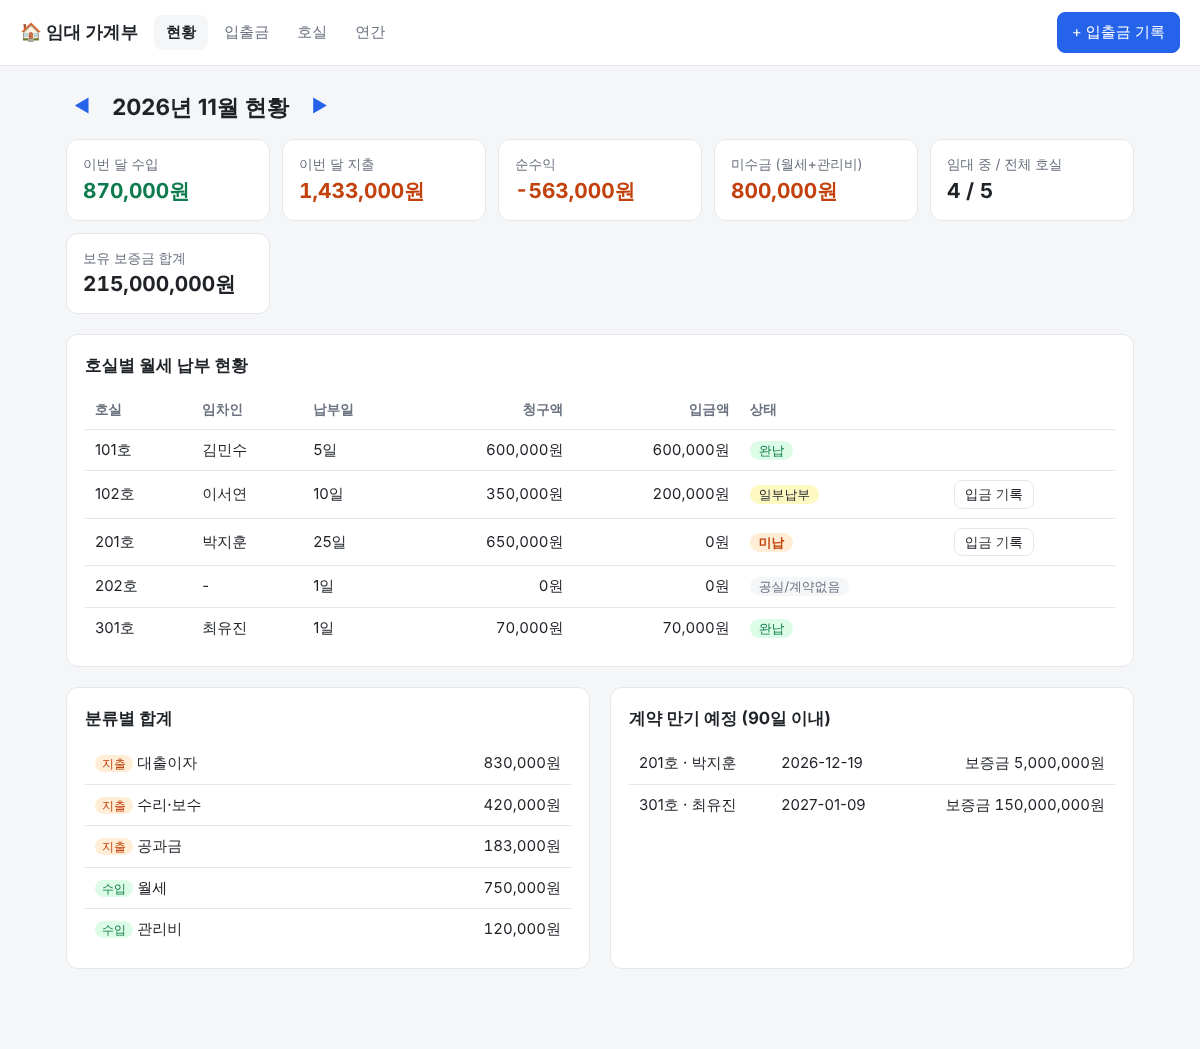 🏠 임대 가계부 현황 입출금 호실 연간 + 입출금 기록
◀ 2026년 11월 현황 ▶
이번 달 수입
870,000원
이번 달 지출
1,433,000원
순수익
-563,000원
미수금 (월세+관리비)
800,000원
임대 중 / 전체 호실
4 / 5
보유 보증금 합계
215,000,000원
호실별 월세 납부 현황
호실 임차인 납부일 청구액 입금액 상태
101호 김민수 5일 600,000원 600,000원 완납
102호 이서연 10일 350,000원 200,000원 일부납부 입금 기록
201호 박지훈 25일 650,000원 0원 미납 입금 기록
202호 - 1일 0원 0원 공실/계약없음
301호 최유진 1일 70,000원 70,000원 완납
분류별 합계
지출 대출이자 830,000원
지출 수리·보수 420,000원
지출 공과금 183,000원
수입 월세 750,000원
수입 관리비 120,000원
계약 만기 예정 (90일 이내)
201호 · 박지훈 2026-12-19 보증금 5,000,000원
301호 · 최유진 2027-01-09 보증금 150,000,000원